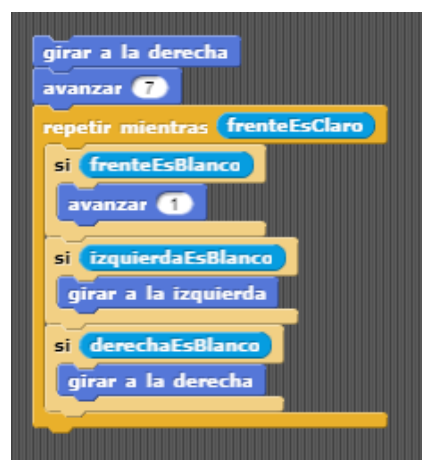 girar a la derecha
avanzar 7
repetir mientras frenteEsClaro
si frenteEsBlanco
avanzar 1
si izquierdaEsBlanco
girar a la izquierda
si derechaEsBlanco
girar a la derecha